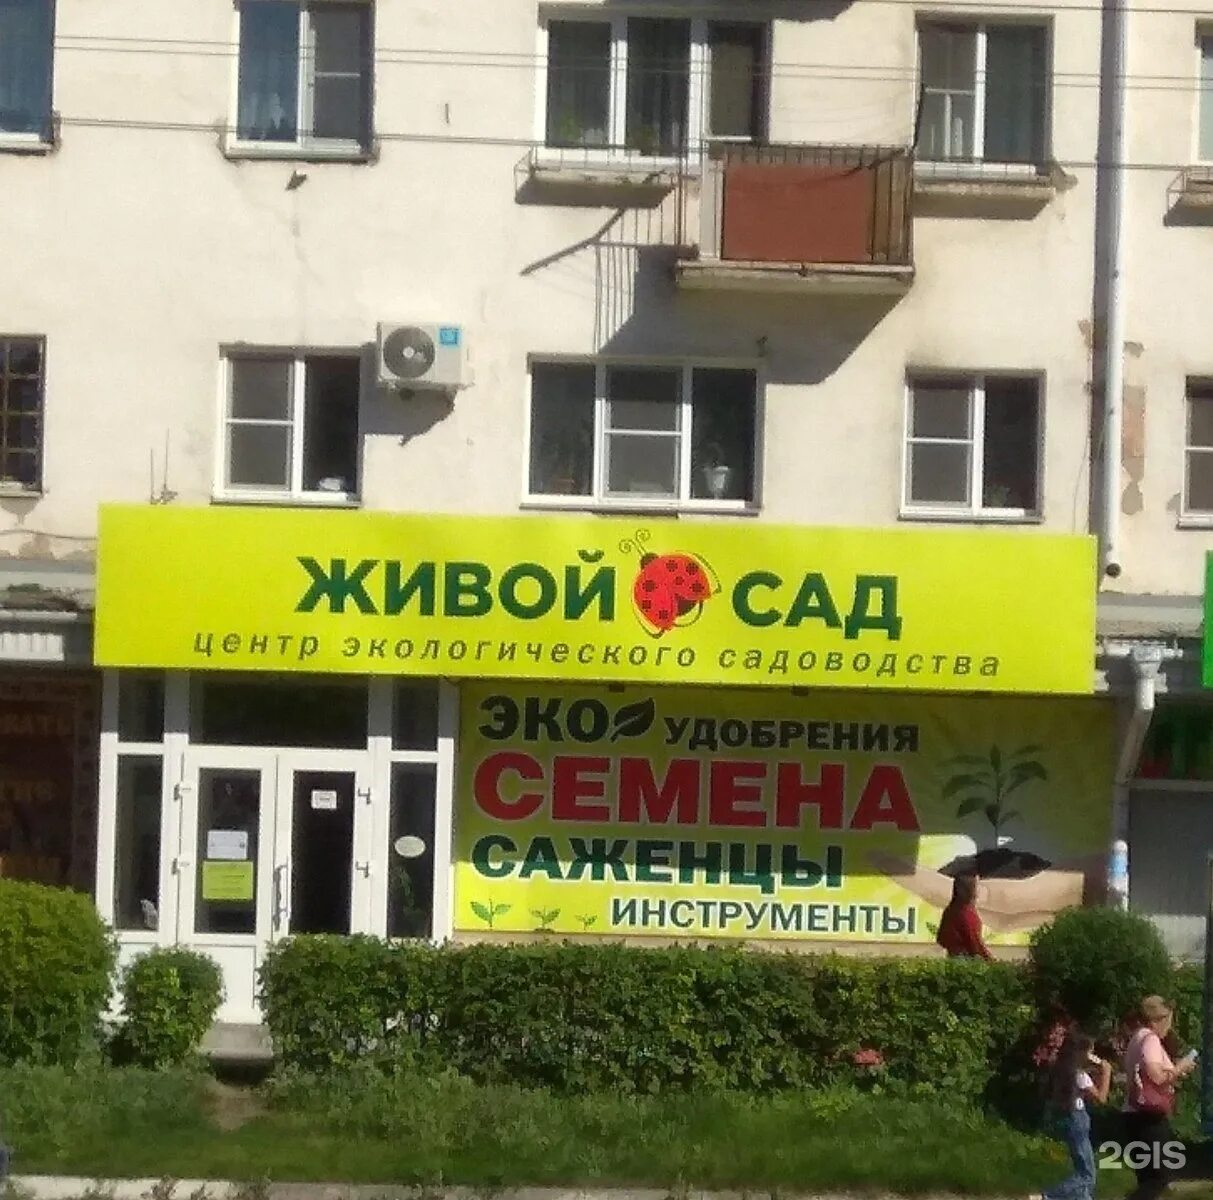 ЖИВОЙ САД
центр экологического садоводства
ЭКО УДОБРЕНИЯ
СЕМЕНА
САЖЕНЦЫ
ИНСТРУМЕНТЫ
2GIS